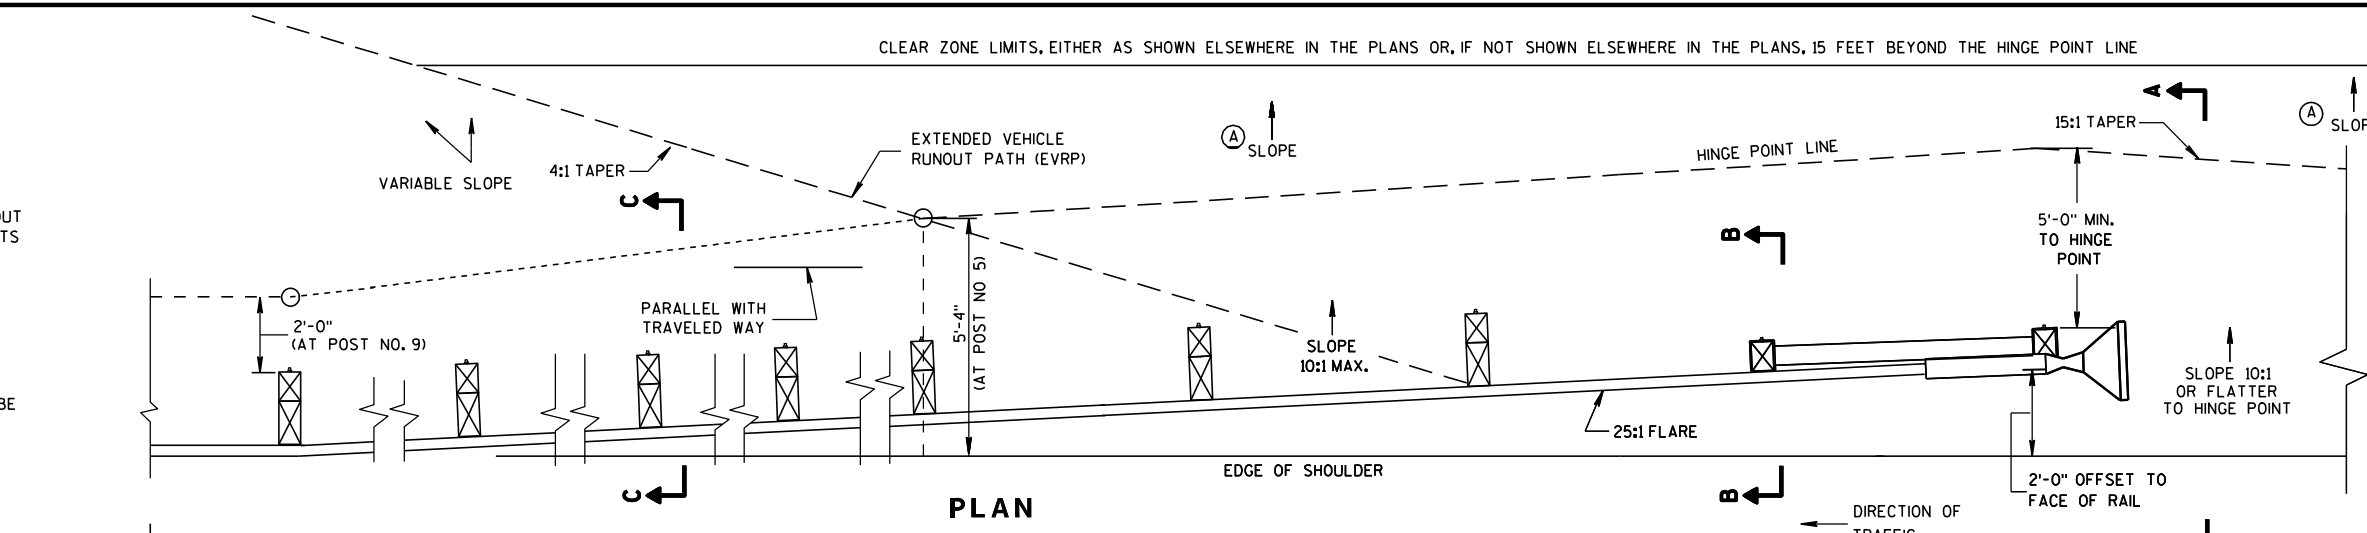 CLEAR ZONE LIMITS, EITHER AS SHOWN ELSEWHERE IN THE PLANS OR, IF NOT SHOWN ELSEWHERE IN THE PLANS, 15 FEET BEYOND THE HINGE POINT LINE
A
15:1 TAPER
A
SLOP
EXTENDED VEHICLE
RUNOUT PATH (EVRP)
A
SLOPE
HINGE POINT LINE
4:1 TAPER
VARIABLE SLOPE
C
OUT
TS
B
5'-0" MIN.
TO HINGE
POINT
PARALLEL WITH
TRAVELED WAY
2'-0"
(AT POST NO. 9)
5'-4"
(AT POST NO 5)
SLOPE
10:1 MAX.
SLOPE 10:1
OR FLATTER
TO HINGE POINT
BE
25:1 FLARE
EDGE OF SHOULDER
2'-0" OFFSET TO
FACE OF RAIL
C
PLAN
B
DIRECTION OF